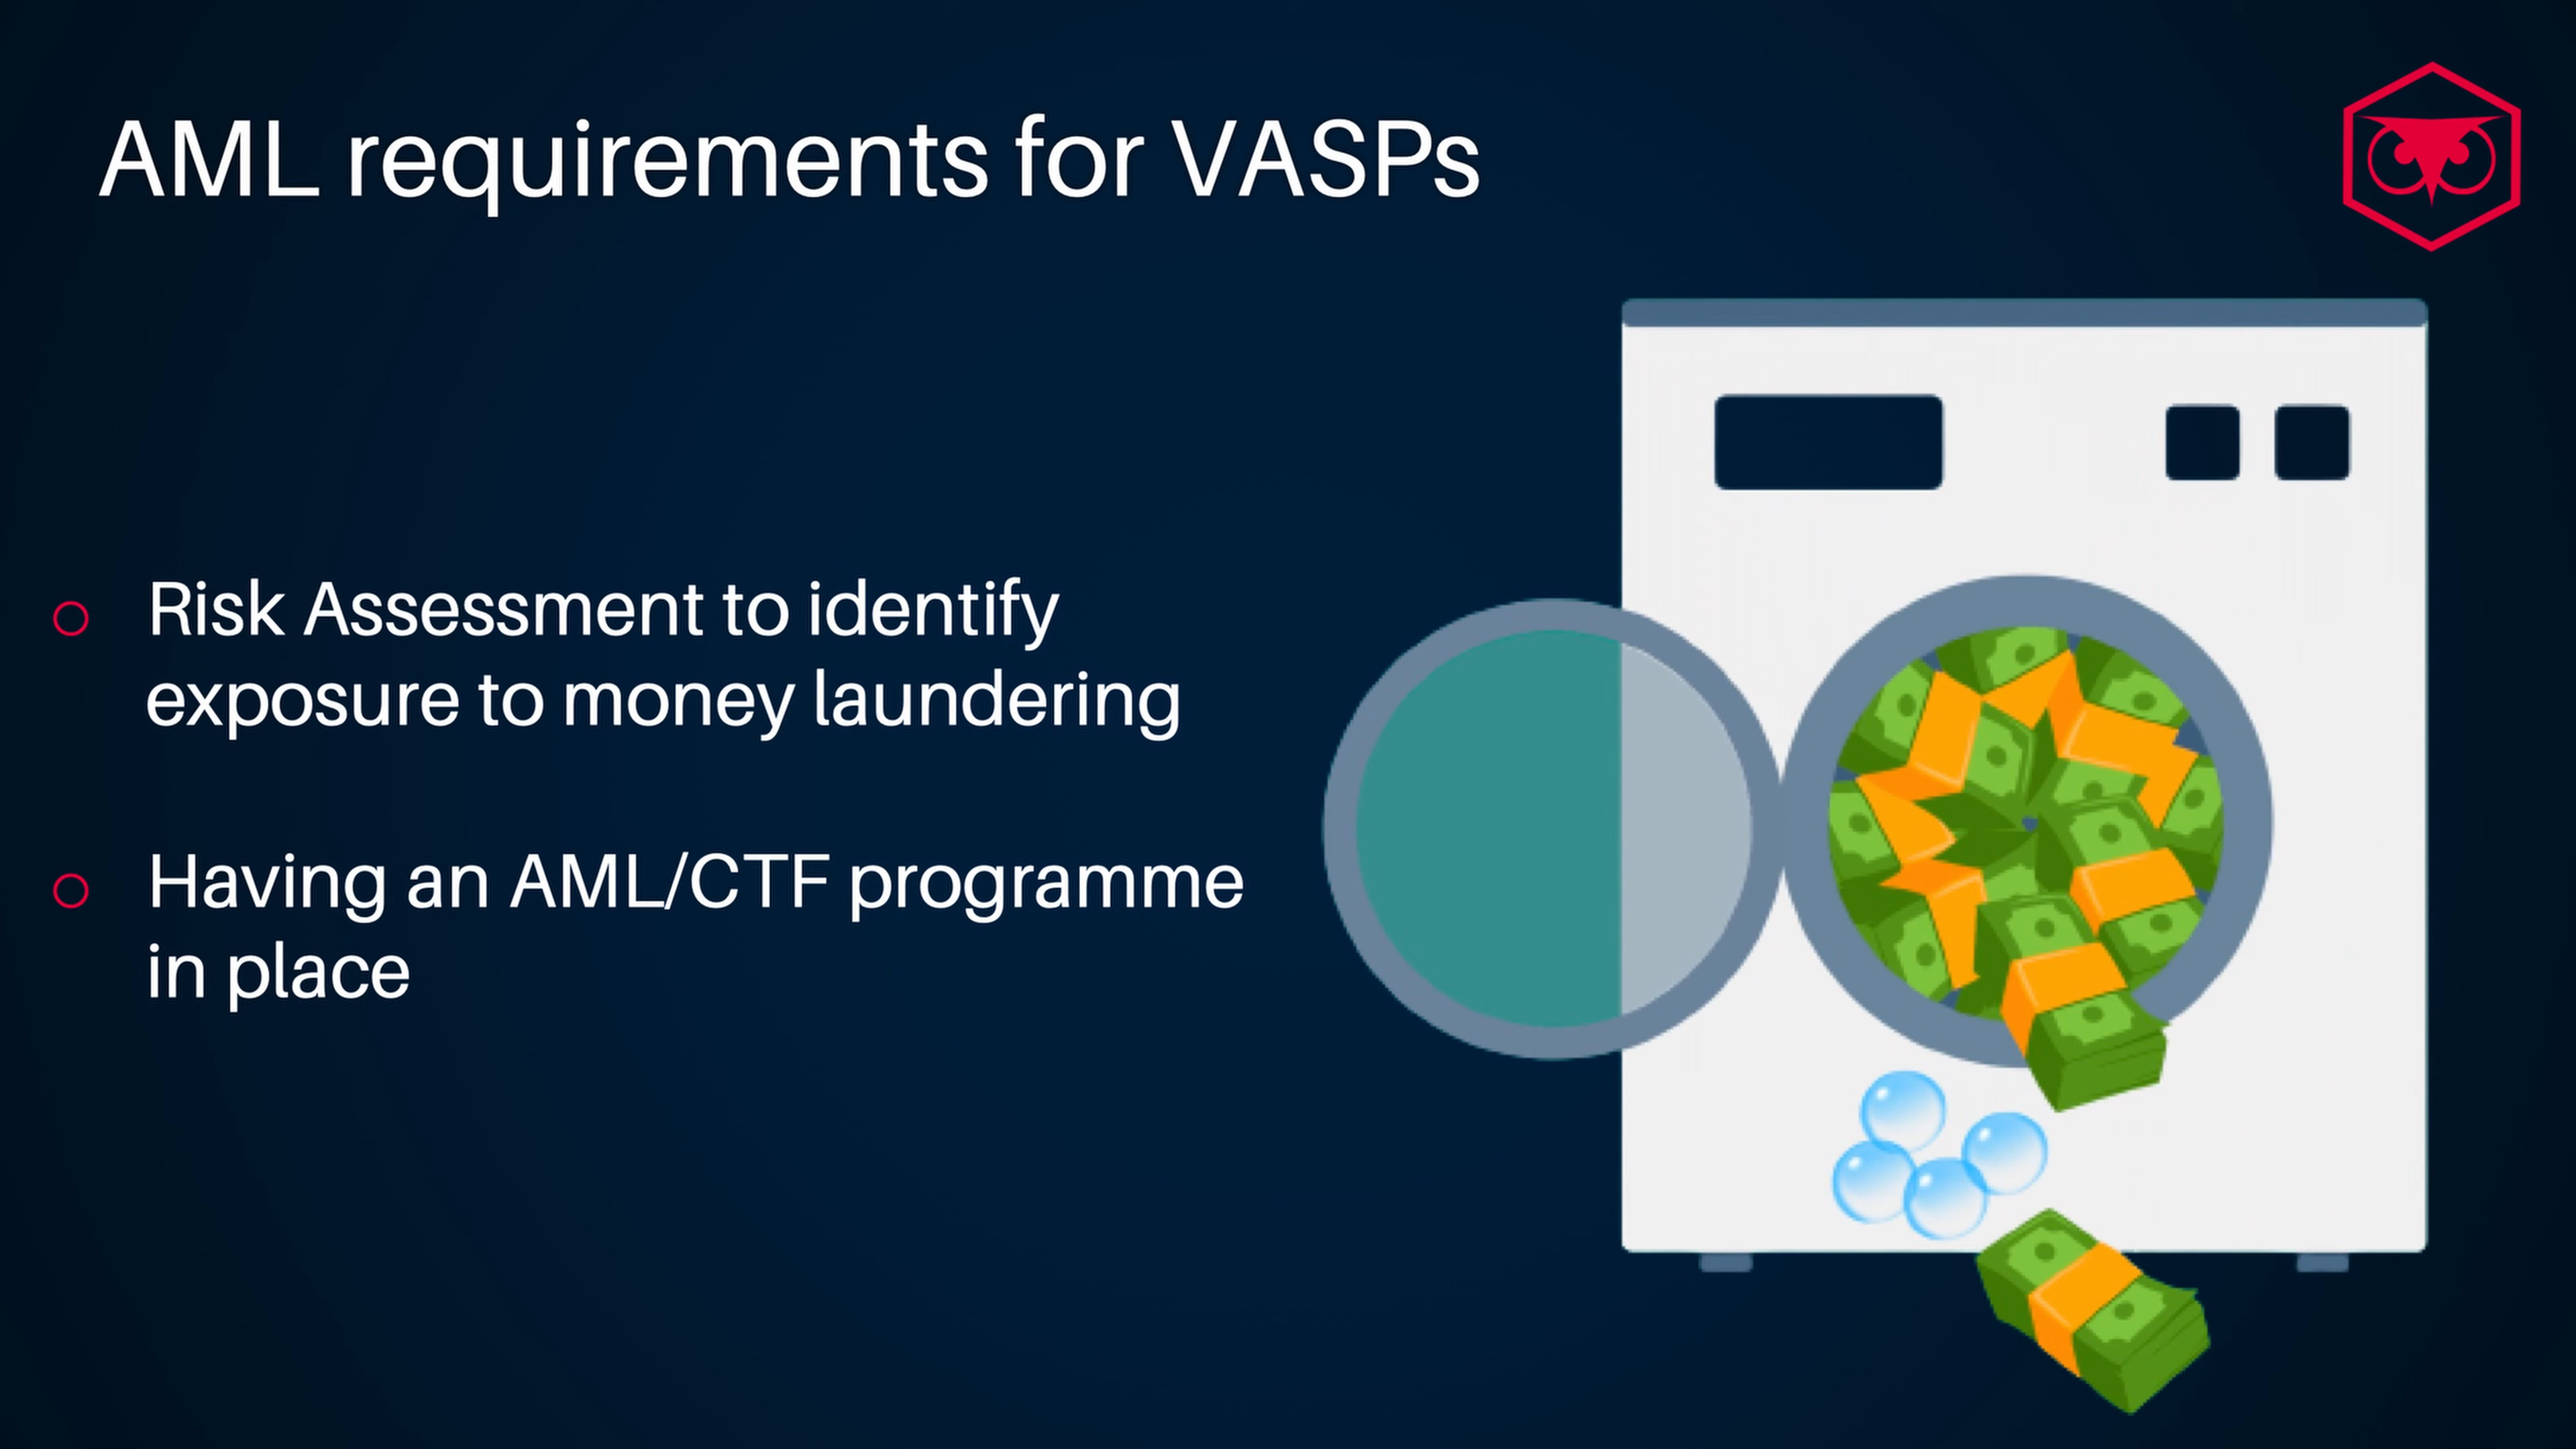 AML requirements for VASPs
Risk Assessment to identify
exposure to money laundering
Having an AML/CTF programme
in place